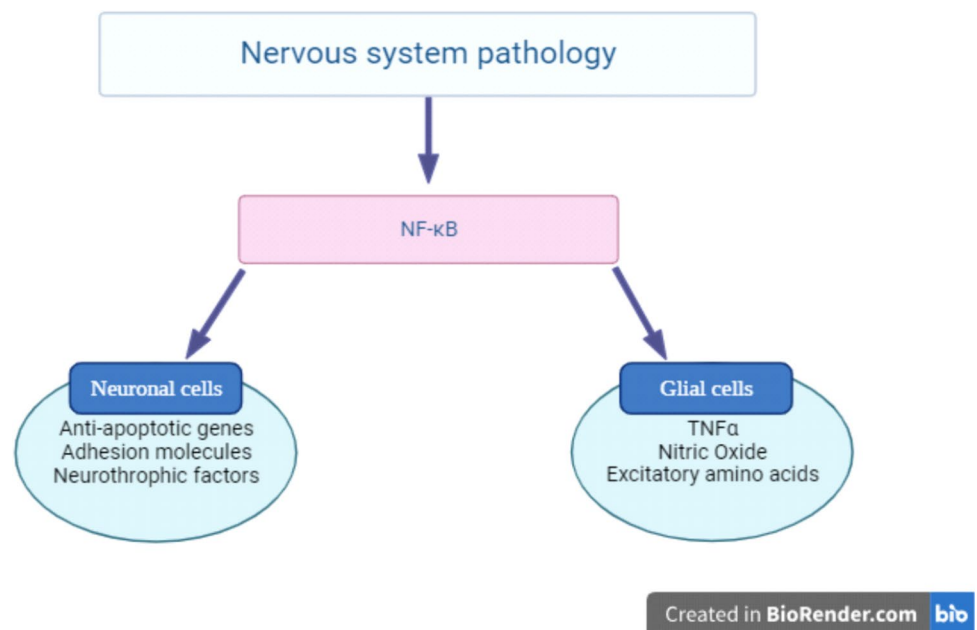 Nervous system pathology
NF-κB
Neuronal cells
Anti-apoptotic genes
Adhesion molecules
Neurothrophic factors
Glial cells
TNFα
Nitric Oxide
Excitatory amino acids
Created in BioRender.com bio